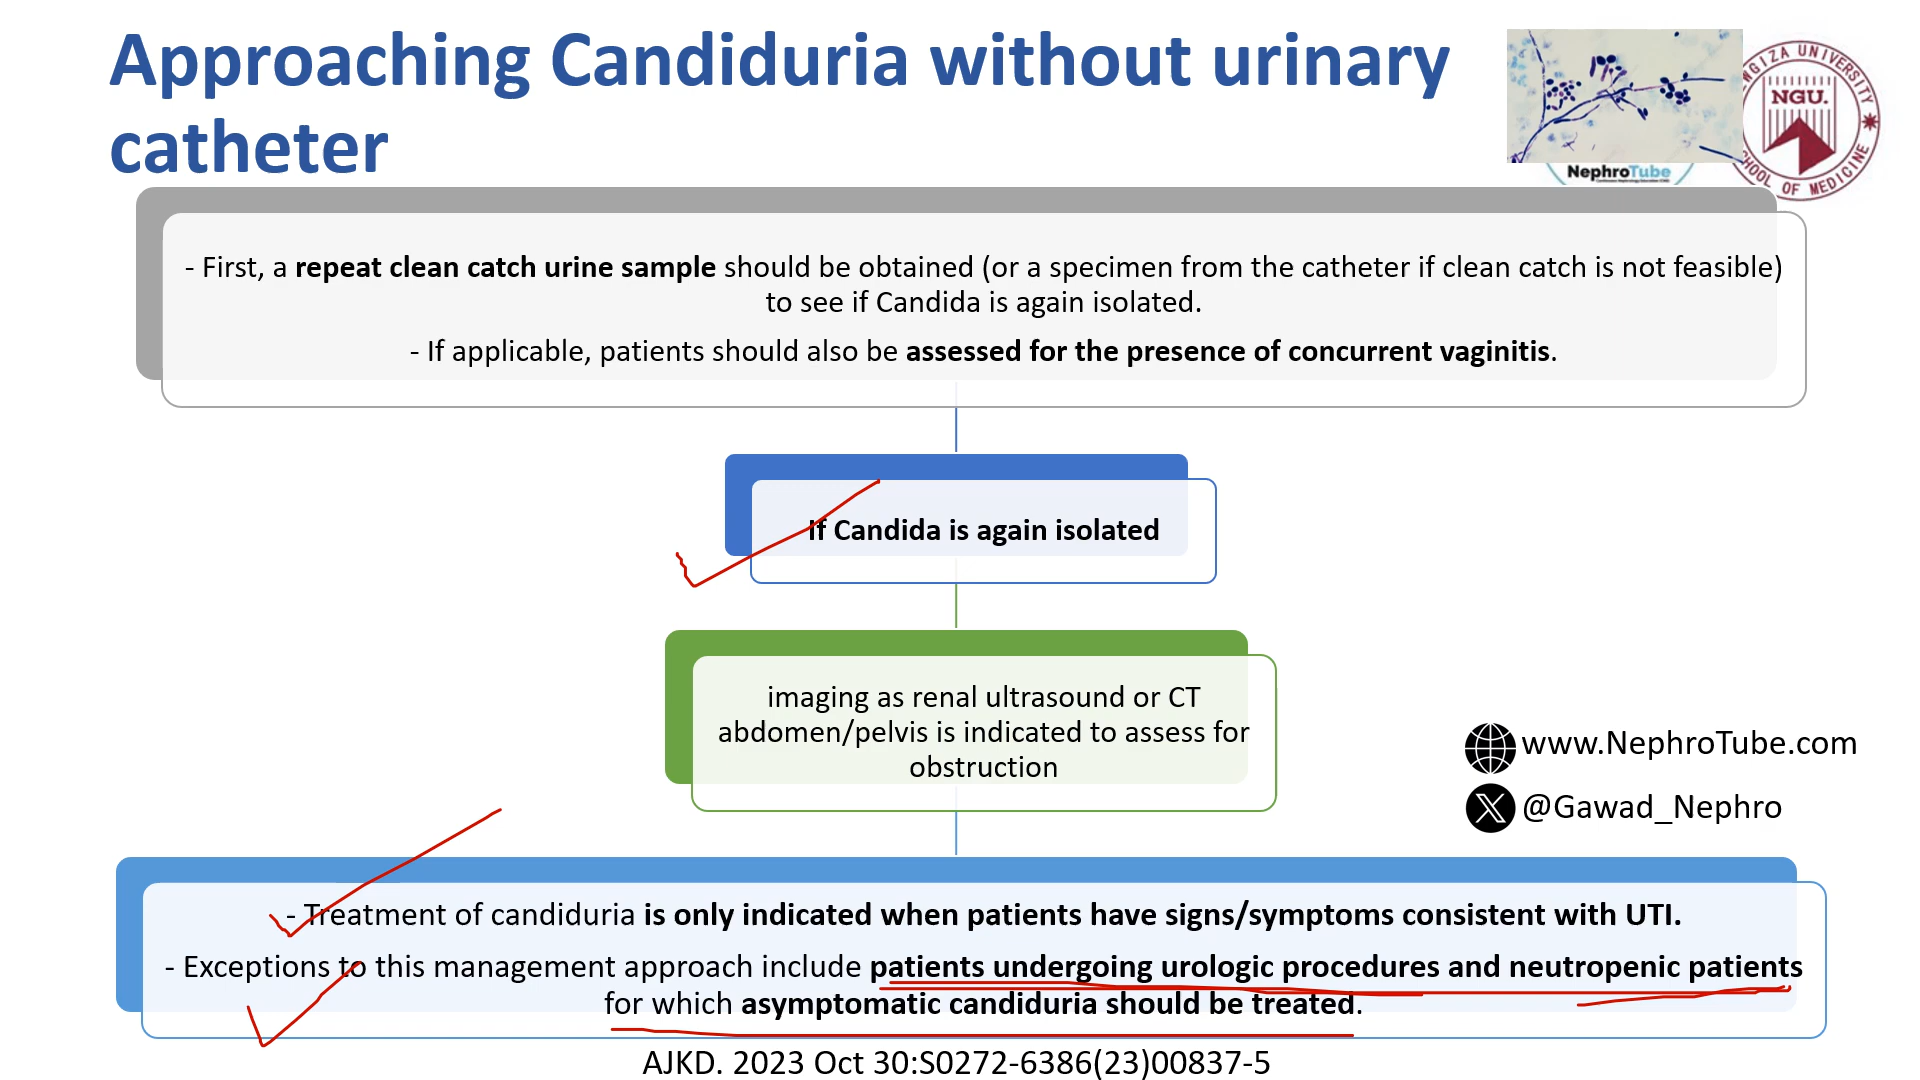 Approaching Candiduria without urinary
catheter
NGU.
NGIZA UNIVERSITY
HOOL OF MEDICINE
NephroTube
- First, a repeat clean catch urine sample should be obtained (or a specimen from the catheter if clean catch is not feasible)
to see if Candida is again isolated.
- If applicable, patients should also be assessed for the presence of concurrent vaginitis.
If Candida is again isolated
imaging as renal ultrasound or CT
abdomen/pelvis is indicated to assess for
obstruction
www.NephroTube.com
@Gawad_Nephro
- Treatment of candiduria is only indicated when patients have signs/symptoms consistent with UTI.
- Exceptions to this management approach include patients undergoing urologic procedures and neutropenic patients
for which asymptomatic candiduria should be treated.
AJKD. 2023 Oct 30:S0272-6386(23)00837-5